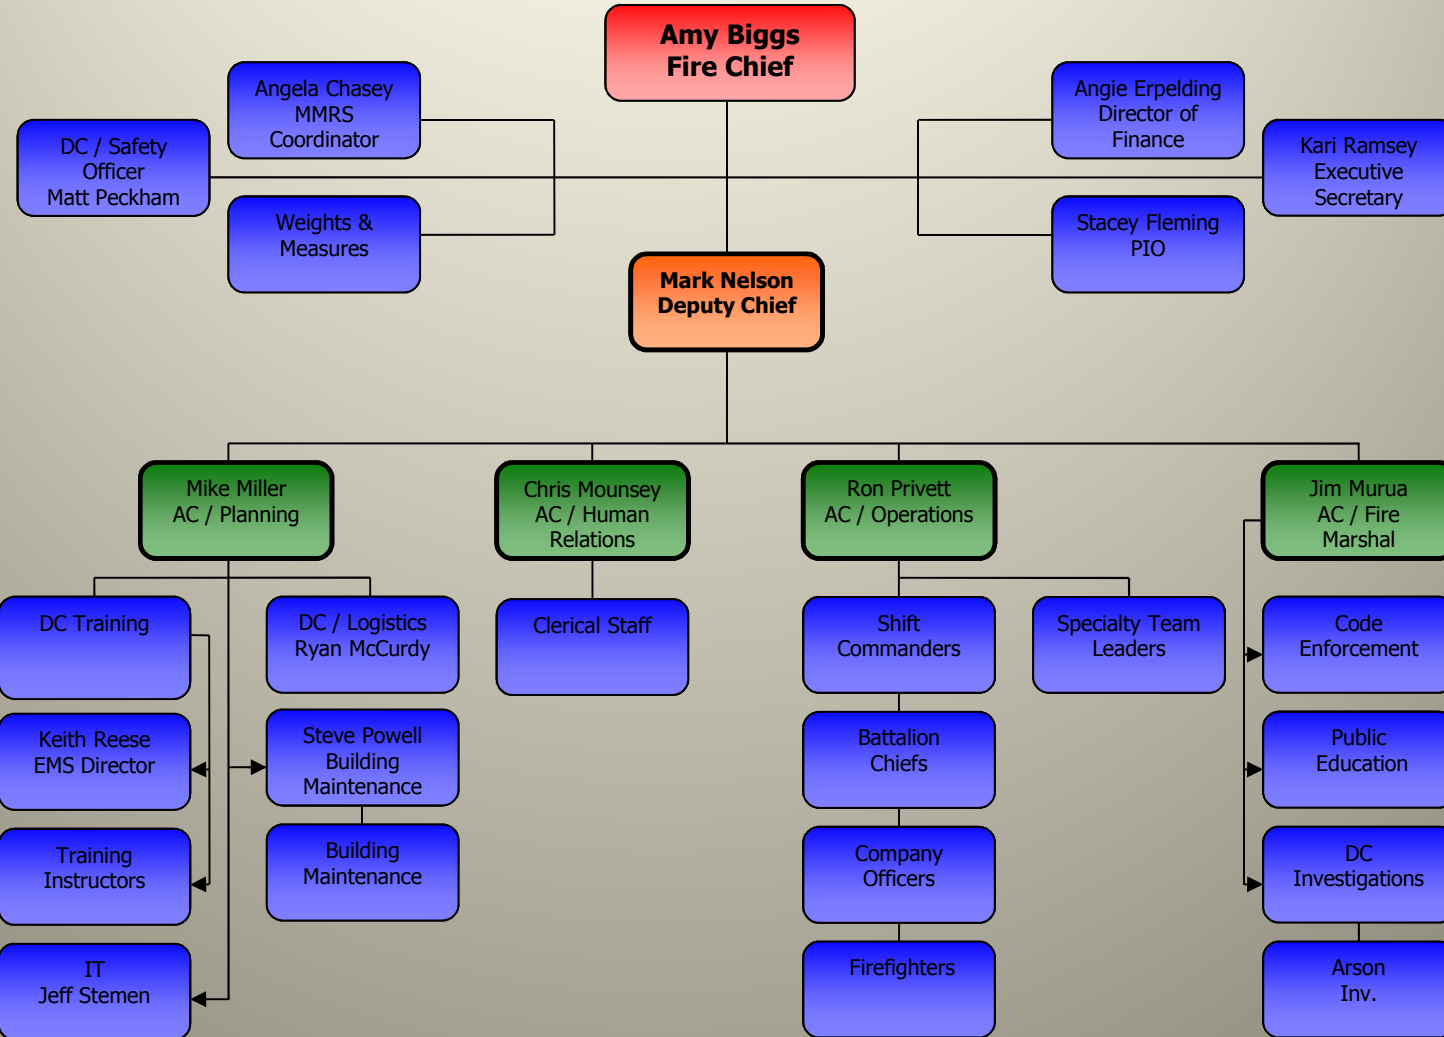 Amy Biggs
Fire Chief
Angela Chasey
MMRS
Coordinator
Angie Erpelding
Director of
Finance
DC / Safety
Officer
Matt Peckham
Kari Ramsey
Executive
Secretary
Weights &
Measures
Stacey Fleming
PIO
Mark Nelson
Deputy Chief
Mike Miller
AC / Planning
Chris Mounsey
AC / Human
Relations
Ron Privett
AC / Operations
Jim Murua
AC / Fire
Marshal
DC Training
DC / Logistics
Ryan McCurdy
Clerical Staff
Shift
Commanders
Specialty Team
Leaders
Code
Enforcement
Keith Reese
EMS Director
Steve Powell
Building
Maintenance
Battalion
Chiefs
Public
Education
Training
Instructors
Building
Maintenance
Company
Officers
DC
Investigations
IT
Jeff Stemen
Firefighters
Arson
Inv.